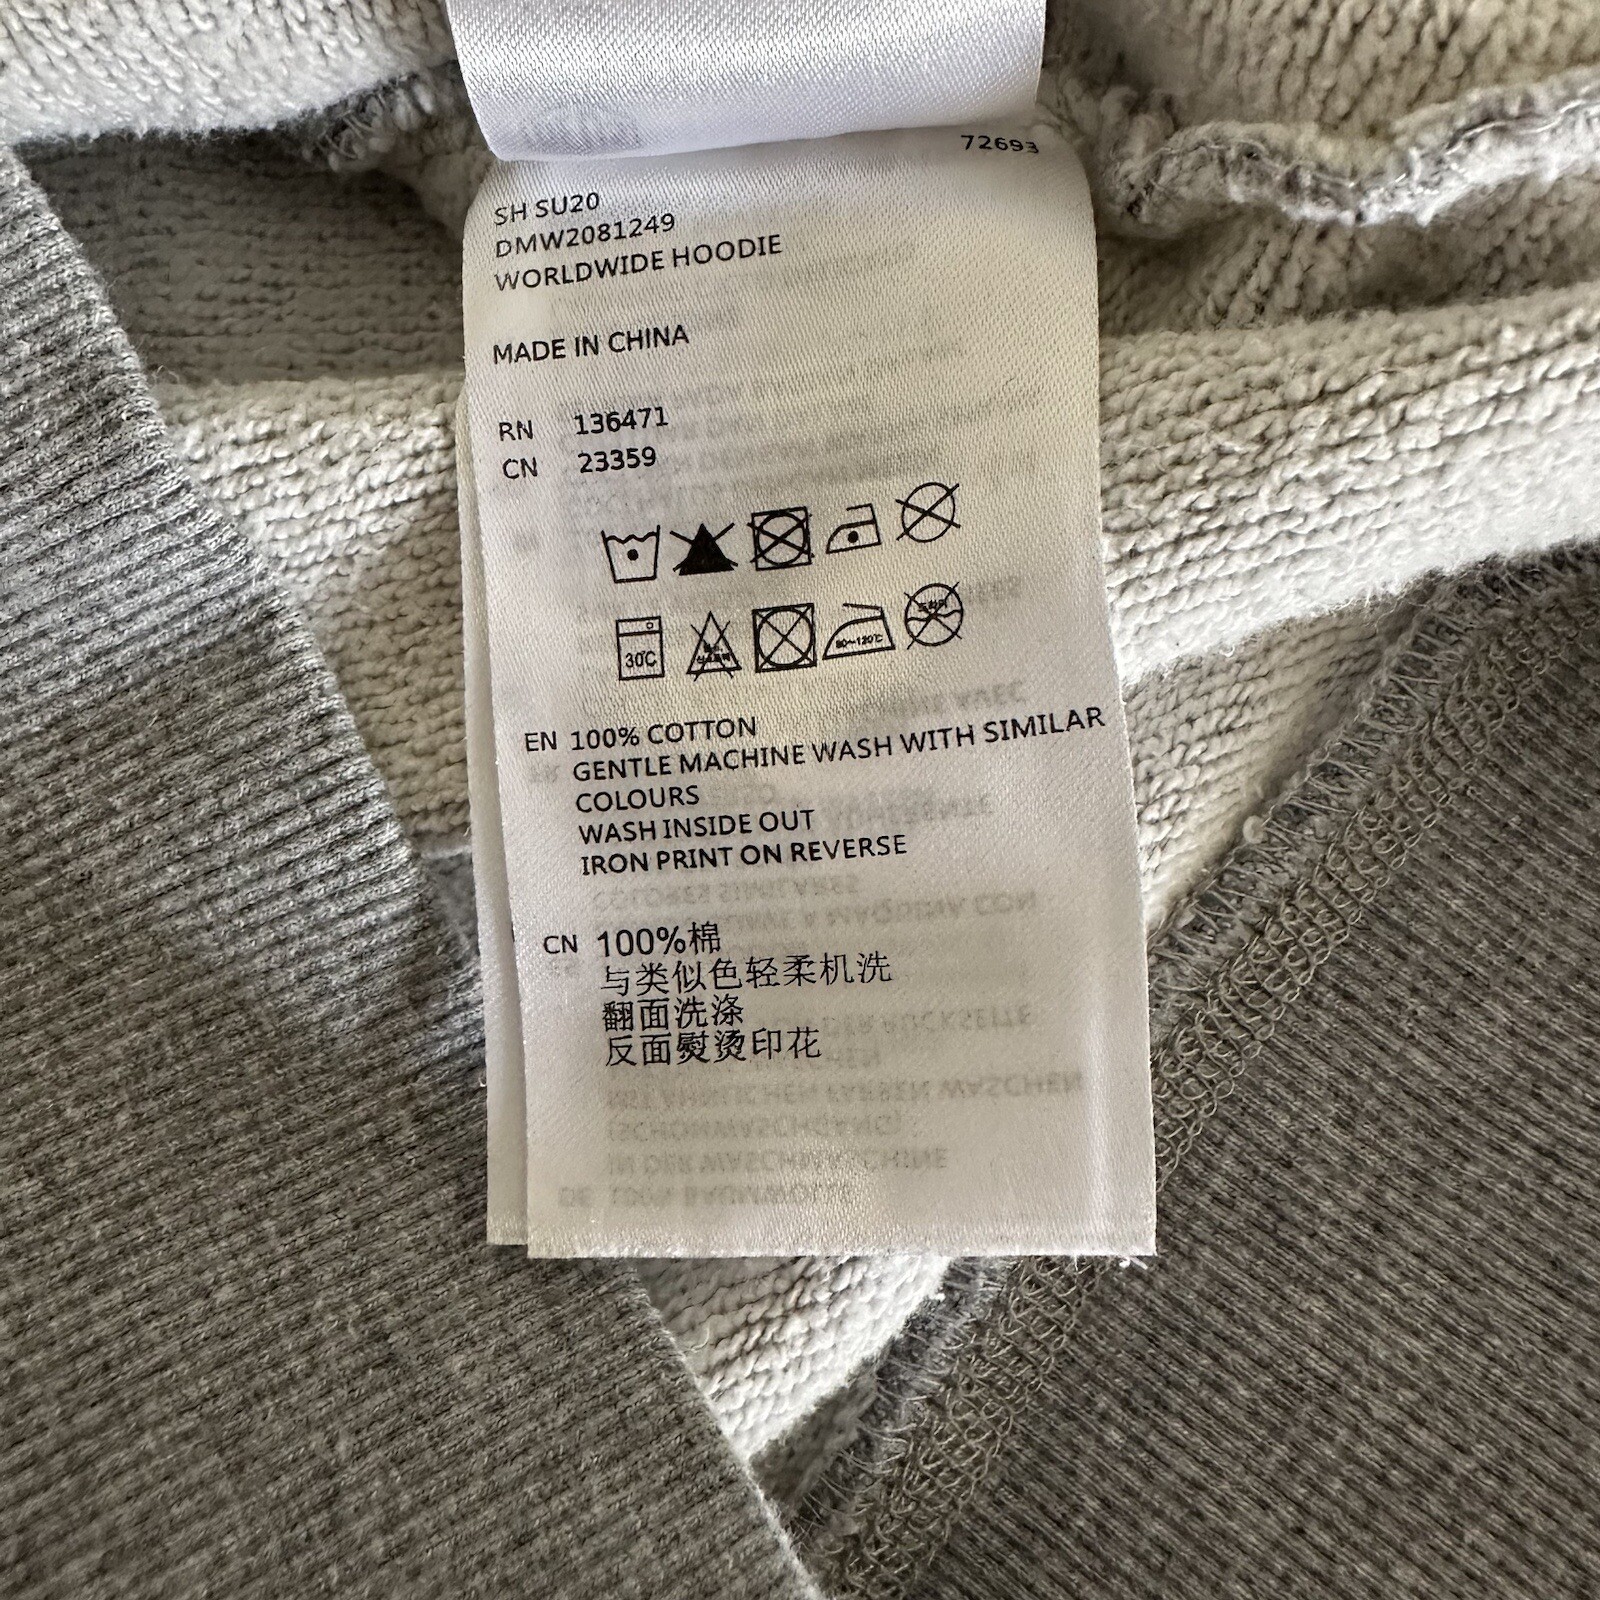 72693
SH SU20
DMW2081249
WORLDWIDE HOODIE
MADE IN CHINA
RN 136471
CN 23359
30℃
80~120℃
EN 100% COTTON
GENTLE MACHINE WASH WITH SIMILAR
COLOURS
WASH INSIDE OUT
IRON PRINT ON REVERSE
CN 100%棉
与类似色轻柔机洗
翻面洗涤
反面熨烫印花